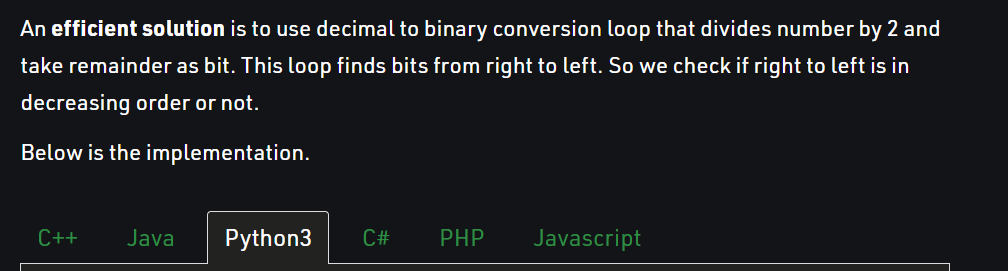 An efficient solution is to use decimal to binary conversion loop that divides number by 2 and
take remainder as bit. This loop finds bits from right to left. So we check if right to left is in
decreasing order or not.
Below is the implementation.
C++ Java Python3 C# PHP Javascript